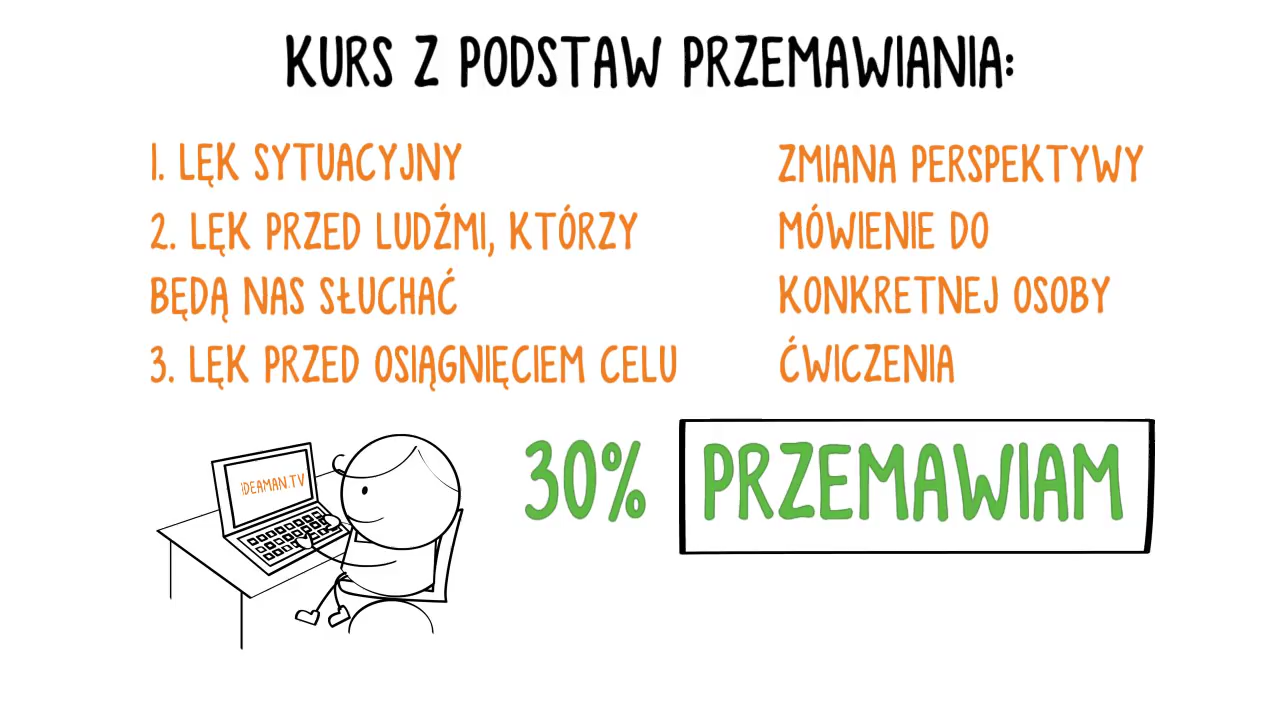 KURS Z PODSTAW PRZEMAWIANIA:
1. LĘK SYTUACYJNY
ZMIANA PERSPEKTYWY
2. LĘK PRZED LUDŹMI, KTÓRZY
BĘDĄ NAS SŁUCHAĆ
MÓWIENIE DO
KONKRETNEJ OSOBY
3. LĘK PRZED OSIĄGNIĘCIEM CELU
ĆWICZENIA
iDEAMAN.TV
30% PRZEMAWIAM